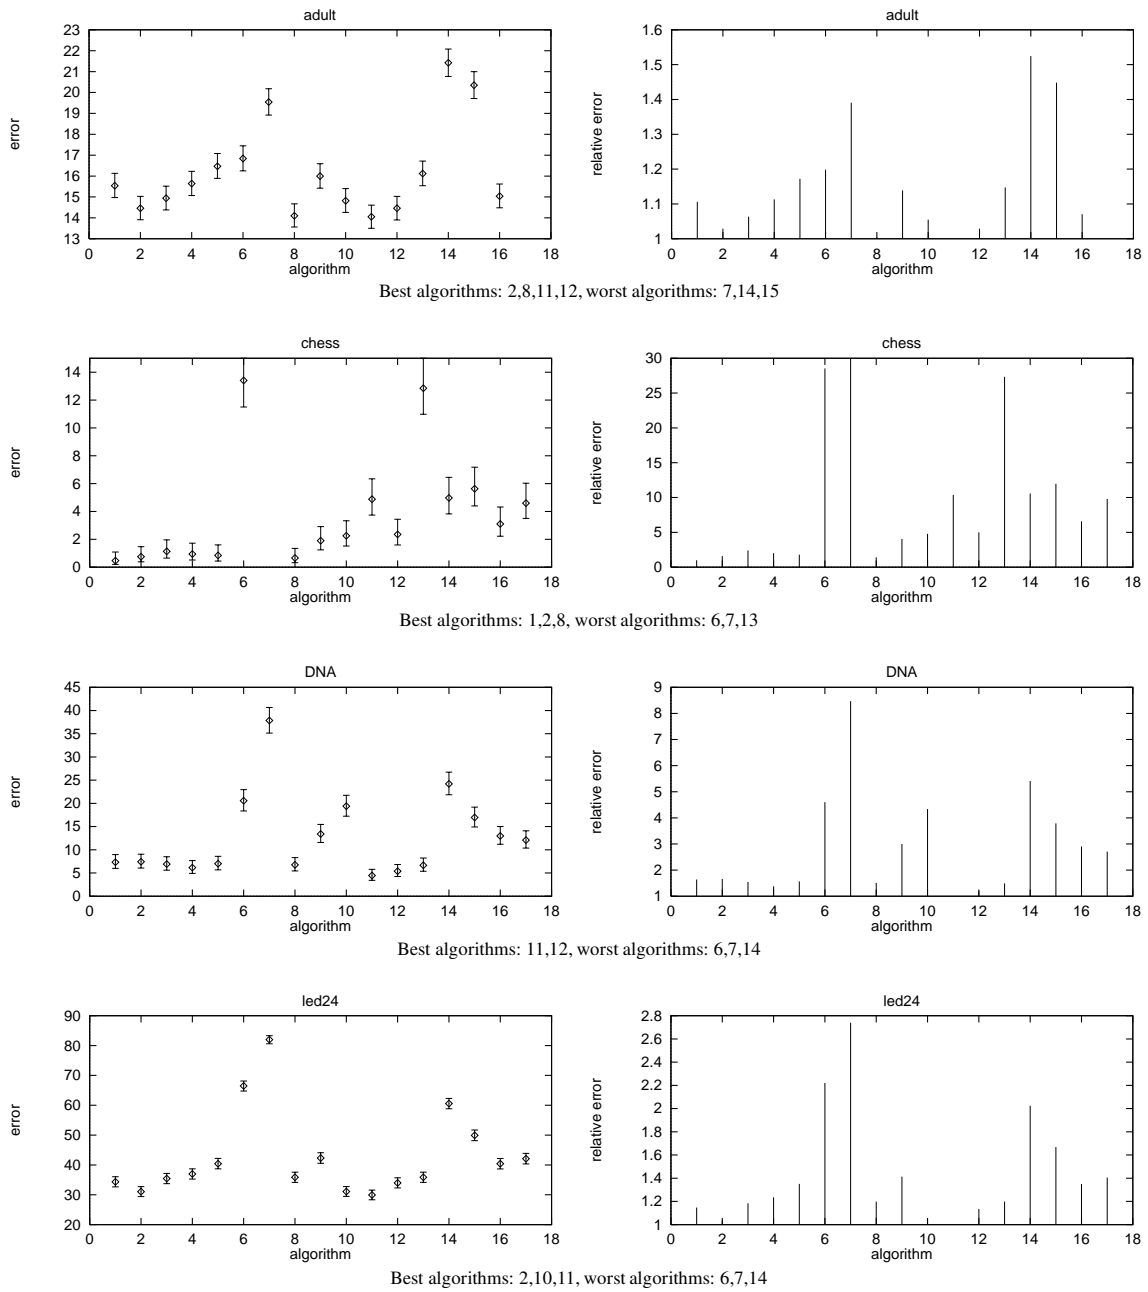 adult
23
22
21
20
19
18
17
16
15
14
13
error
0 2 4 6 8 10 12 14 16 18
algorithm
adult
1.6
1.5
1.4
1.3
1.2
1.1
1
relative error
0 2 4 6 8 10 12 14 16 18
algorithm
Best algorithms: 2,8,11,12, worst algorithms: 7,14,15
chess
14
12
10
8
6
4
2
0
error
0 2 4 6 8 10 12 14 16 18
algorithm
chess
30
25
20
15
10
5
0
relative error
0 2 4 6 8 10 12 14 16 18
algorithm
Best algorithms: 1,2,8, worst algorithms: 6,7,13
DNA
45
40
35
30
25
20
15
10
5
0
error
0 2 4 6 8 10 12 14 16 18
algorithm
DNA
9
8
7
6
5
4
3
2
1
relative error
0 2 4 6 8 10 12 14 16 18
algorithm
Best algorithms: 11,12, worst algorithms: 6,7,14
led24
90
80
70
60
50
40
30
20
error
0 2 4 6 8 10 12 14 16 18
algorithm
led24
2.8
2.6
2.4
2.2
2
1.8
1.6
1.4
1.2
1
relative error
0 2 4 6 8 10 12 14 16 18
algorithm
Best algorithms: 2,10,11, worst algorithms: 6,7,14